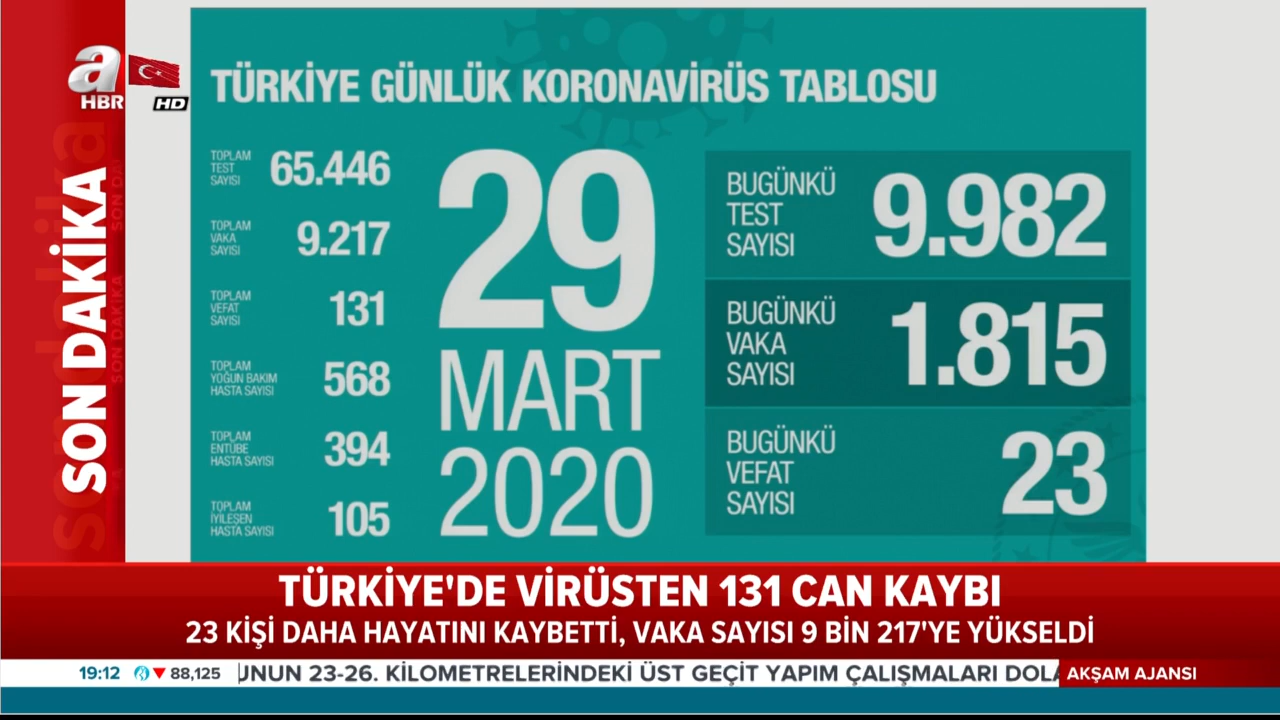 a
HBR
HD
SON DAKİKA
TÜRKİYE GÜNLÜK KORONAVİRÜS TABLOSU
TOPLAM
TEST
SAYISI
65.446
TOPLAM
VAKA
SAYISI
9.217
TOPLAM
VEFAT
SAYISI
131
TOPLAM
YOĞUN BAKIM
HASTA SAYISI
568
TOPLAM
ENTÜBE
HASTA SAYISI
394
TOPLAM
İYİLEŞEN
HASTA SAYISI
105
29
MART
2020
BUGÜNKÜ
TEST
SAYISI
9.982
BUGÜNKÜ
VAKA
SAYISI
1.815
BUGÜNKÜ
VEFAT
SAYISI
23
TÜRKİYE'DE VİRÜSTEN 131 CAN KAYBI
23 KİŞİ DAHA HAYATINI KAYBETTİ, VAKA SAYISI 9 BİN 217'YE YÜKSELDİ
19:12 88,125 UNUN 23-26. KİLOMETRELERİNDEKİ ÜST GEÇİT YAPIM ÇALIŞMALARI DOLA AKŞAM AJANSI